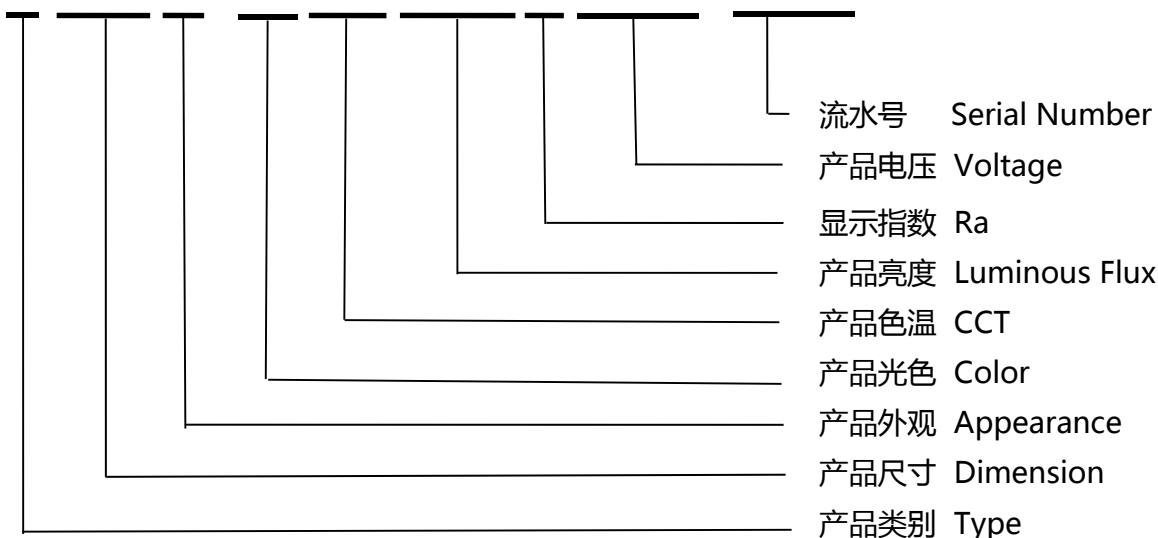 流水号 Serial Number
产品电压 Voltage
显示指数 Ra
产品亮度 Luminous Flux
产品色温 CCT
产品光色 Color
产品外观 Appearance
产品尺寸 Dimension
产品类别 Type